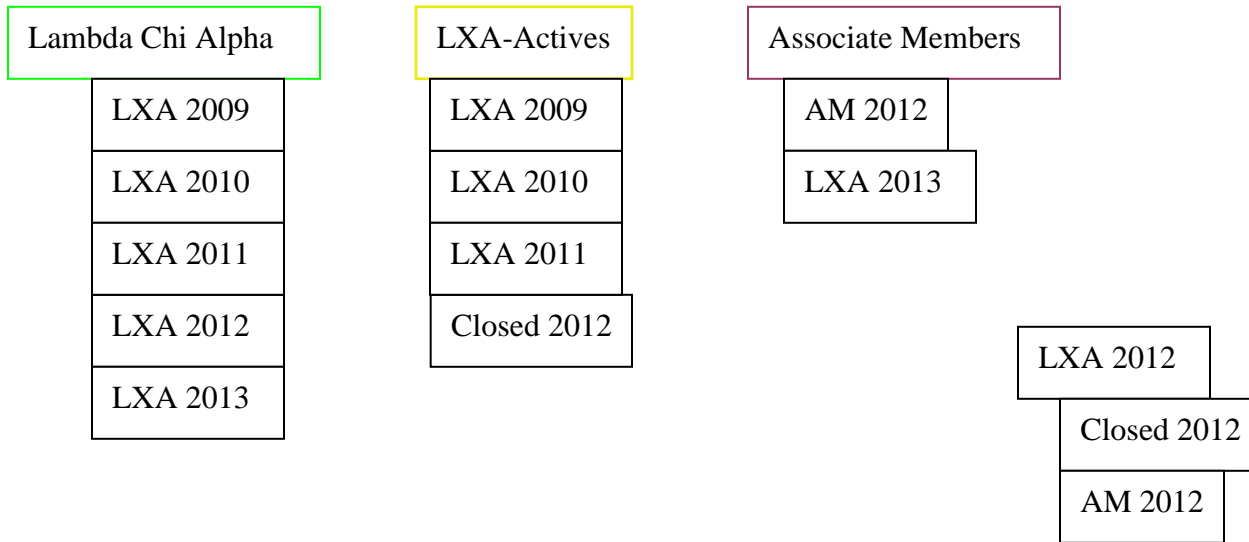 Lambda Chi Alpha
LXA 2009
LXA 2010
LXA 2011
LXA 2012
LXA 2013
LXA-Actives
LXA 2009
LXA 2010
LXA 2011
Closed 2012
Associate Members
AM 2012
LXA 2013
LXA 2012
Closed 2012
AM 2012